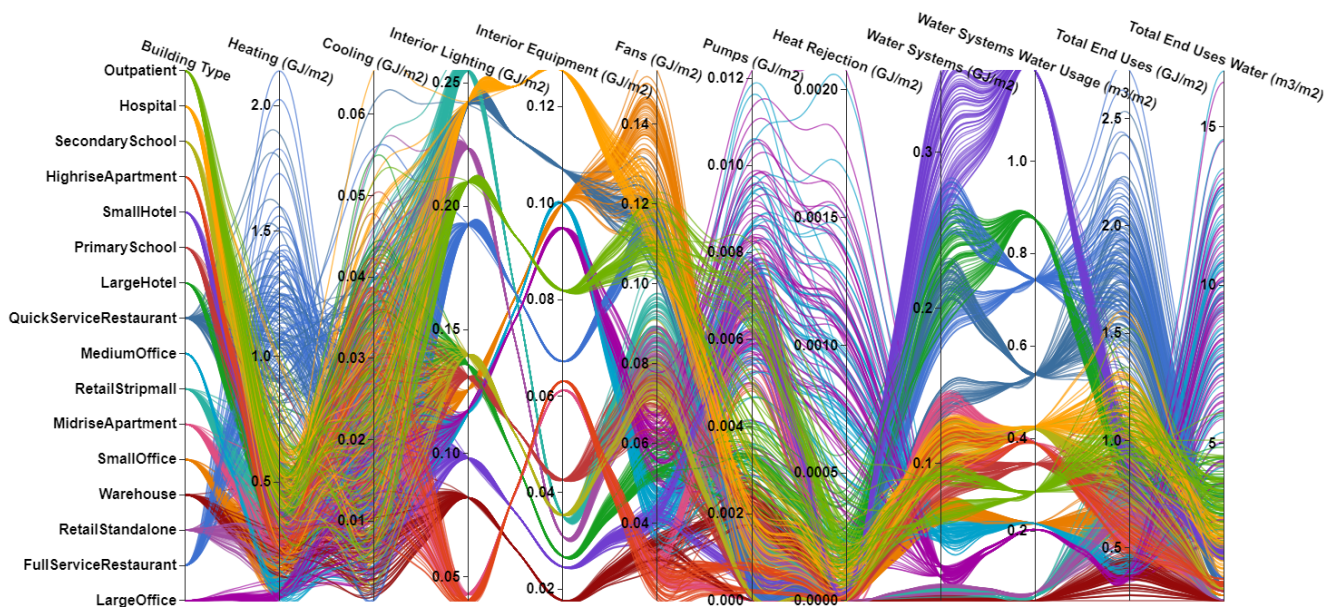 Building Type
Heating (GJ/m2)
Cooling (GJ/m2)
Interior Lighting (GJ/m2)
Interior Equipment (GJ/m2)
Fans (GJ/m2)
Pumps (GJ/m2)
Heat Rejection (GJ/m2)
Water Systems (GJ/m2)
Water Systems Water Usage (m3/m2)
Total End Uses (GJ/m2)
Total End Uses Water (m3/m2)
Outpatient
Hospital
SecondarySchool
HighriseApartment
SmallHotel
PrimarySchool
LargeHotel
QuickServiceRestaurant
MediumOffice
RetailStripmall
MidriseApartment
SmallOffice
Warehouse
RetailStandalone
FullServiceRestaurant
LargeOffice
2.0
1.5
1.0
0.5
0.06
0.05
0.04
0.03
0.02
0.01
0.25
0.20
0.15
0.10
0.05
0.12
0.10
0.08
0.06
0.04
0.02
0.14
0.12
0.10
0.08
0.06
0.04
0.012
0.010
0.008
0.006
0.004
0.002
0.000
0.0020
0.0015
0.0010
0.0005
0.0000
0.3
0.2
0.1
1.0
0.8
0.6
0.4
0.2
2.5
2.0
1.5
1.0
0.5
15
10
5